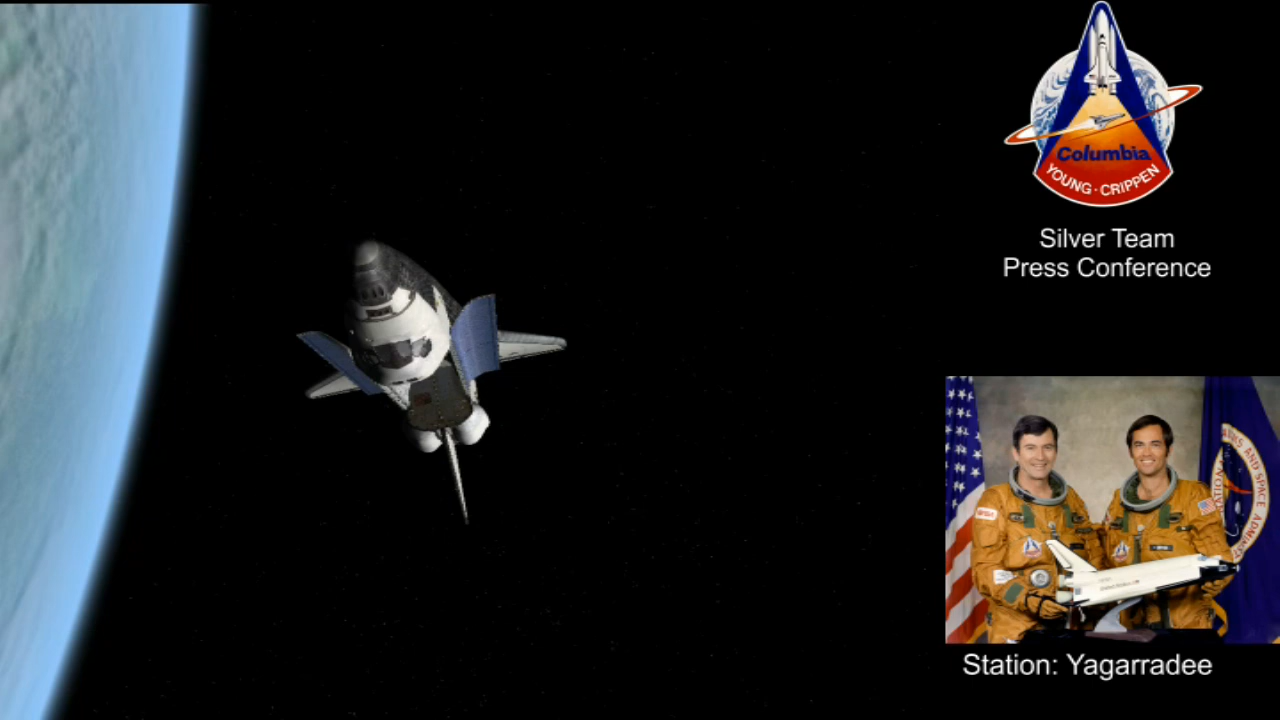 Columbia
YOUNG · CRIPPEN
Silver Team
Press Conference
Station: Yagarradee